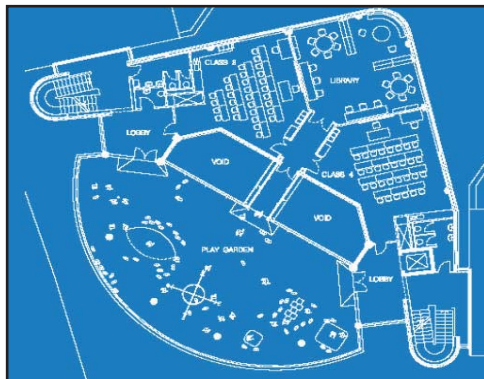 CLASS 3
LIBRARY
LOBBY
VOID
CLASS 4
VOID
PLAY GARDEN
LOBBY